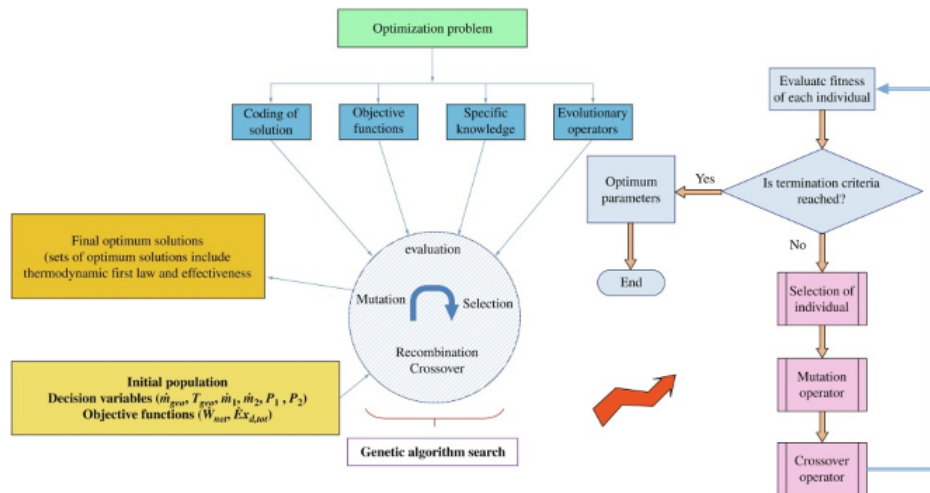 Optimization problem
Coding of
solution
Objective
functions
Specific
knowledge
Evolutionary
operators
Final optimum solutions
(sets of optimum solutions include
thermodynamic first law and effectiveness
evaluation
Mutation
Selection
Recombination
Crossover
Initial population
Decision variables (ṁgeo, Tgeo, ṁ1, ṁ2, P1 , P2)
Objective functions (Ẇnet, Ėxd,tot)
Genetic algorithm search
Evaluate fitness
of each individual
Is termination criteria
reached?
Yes
Optimum
parameters
End
No
Selection of
individual
Mutation
operator
Crossover
operator